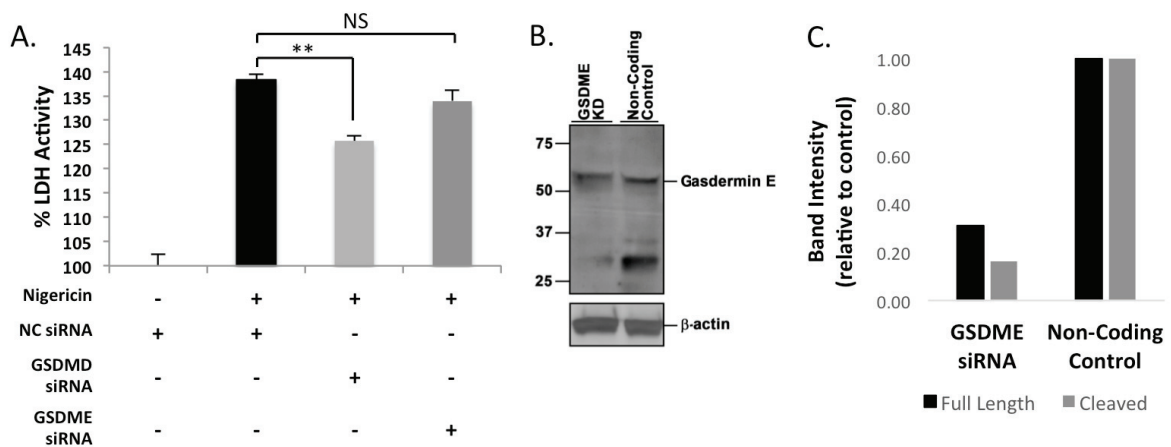 A.
NS
**
145
140
135
130
125
120
115
110
105
100
% LDH Activity
Nigericin - + + +
NC siRNA + + - -
GSDMD siRNA - - + -
GSDME siRNA - - - +
B.
GSDME KD
Non-Coding Control
75
50
37
25
Gasdermin E
β-actin
C.
Band Intensity
(relative to control)
1.00
0.80
0.60
0.40
0.20
0.00
GSDME
siRNA
Non-Coding
Control
Full Length
Cleaved